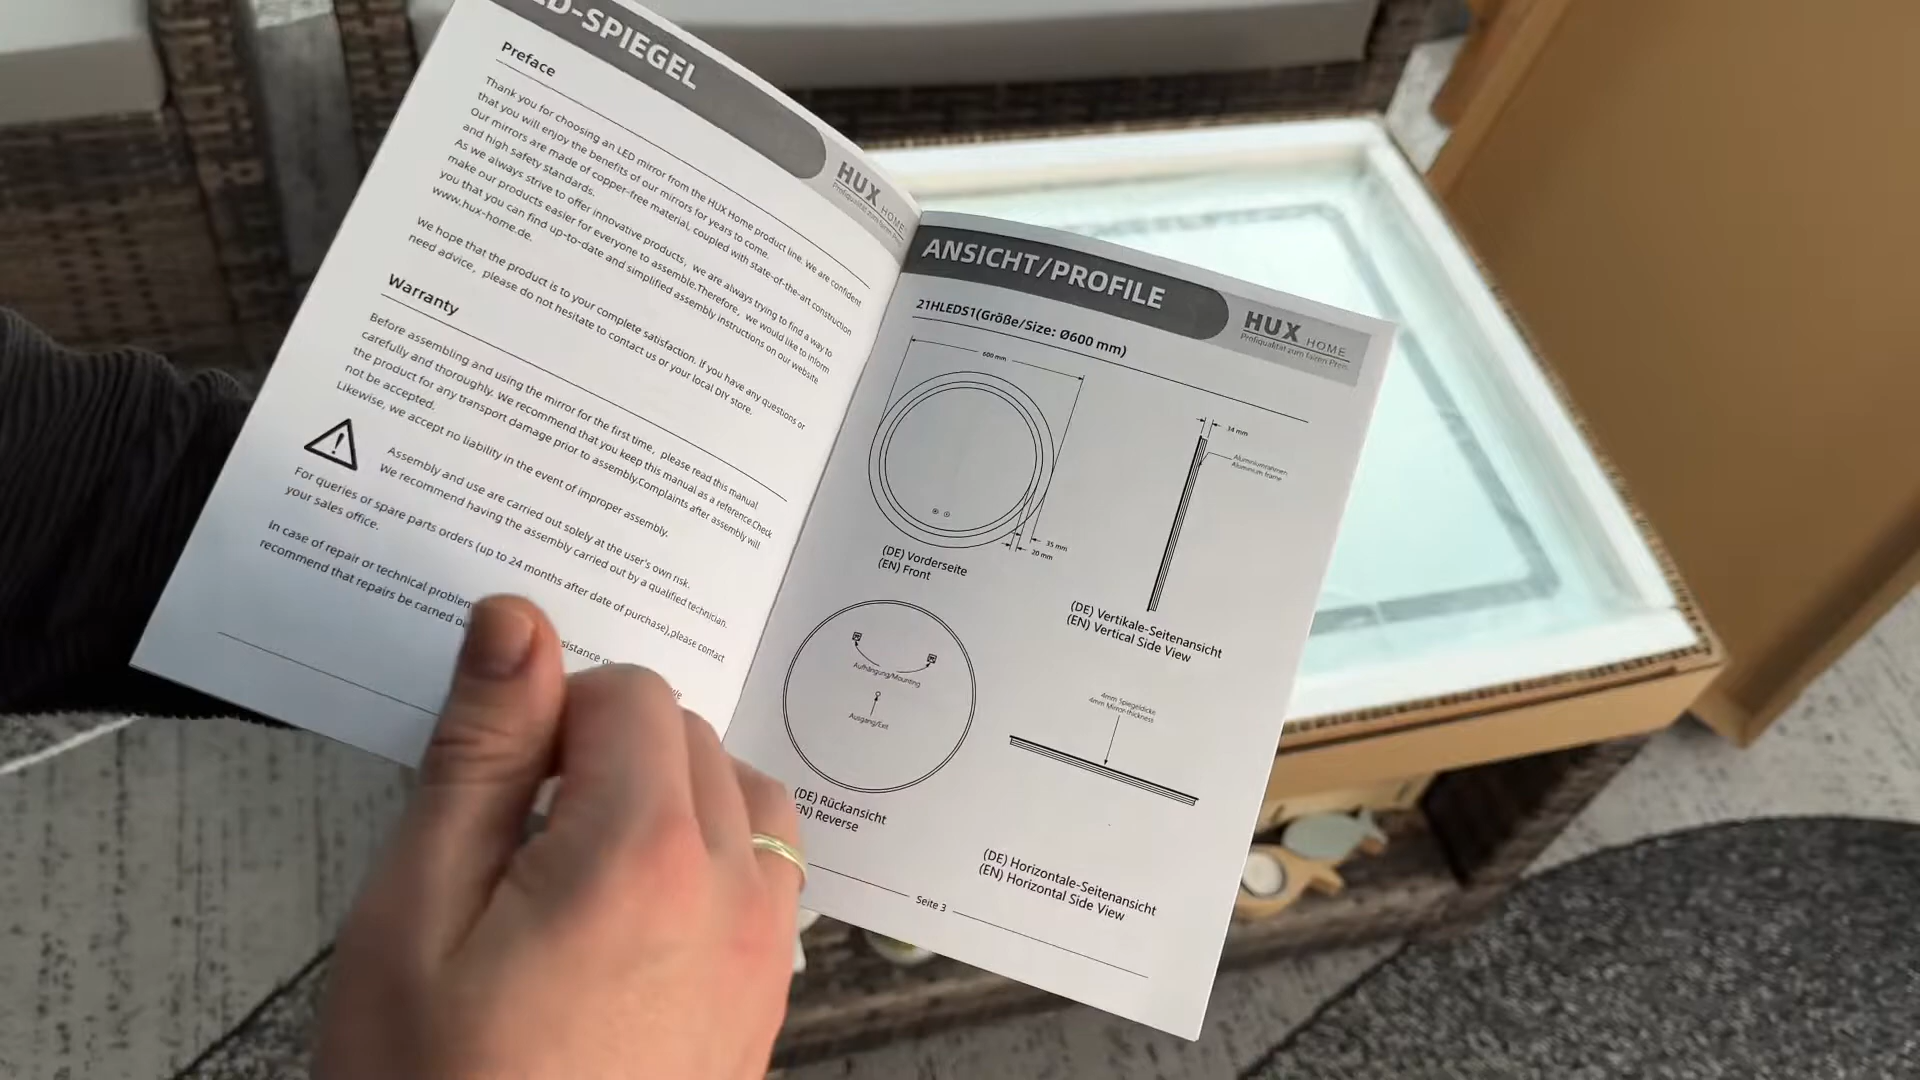 LED-SPIEGEL
HUX HOME
Profiqualität zum fairen Preis.
Preface
Thank you for choosing an LED mirror from the HUX Home product line. We are confident
that you will enjoy the benefits of our mirrors for years to come.
Our mirrors are made of copper-free material, coupled with state-of-the-art construction
and high safety standards.
As we always strive to offer innovative products, we are always trying to find a way to
make our products easier for everyone to assemble.Therefore, we would like to inform
you that you can find up-to-date and simplified assembly instructions on our website
www.hux-home.de.
We hope that the product is to your complete satisfaction. If you have any questions or
need advice, please do not hesitate to contact us or your local DIY store.
Warranty
Before assembling and using the mirror for the first time, please read this manual
carefully and thoroughly. We recommend that you keep this manual as a reference.Check
the product for any transport damage prior to assembly.Complaints after assembly will
not be accepted.
Likewise, we accept no liability in the event of improper assembly.
Assembly and use are carried out solely at the user's own risk.
We recommend having the assembly carried out by a qualified technician.
For queries or spare parts orders (up to 24 months after date of purchase),please contact
your sales office.
In case of repair or technical problem
recommend that repairs be carried
ANSICHT/PROFILE
HUX HOME
Profiqualität zum fairen Preis.
21HLEDS1(Größe/Size: Ø600 mm)
600 mm
34 mm
Aluminiumrahmen
Aluminium frame
35 mm
20 mm
(DE) Vorderseite
(EN) Front
(DE) Vertikale-Seitenansicht
(EN) Vertical Side View
Aufhängung/Mounting
Ausgang/Exit
4mm Spiegeldicke
4mm Mirror thickness
(DE) Rückansicht
(EN) Reverse
(DE) Horizontale-Seitenansicht
(EN) Horizontal Side View
Seite 3